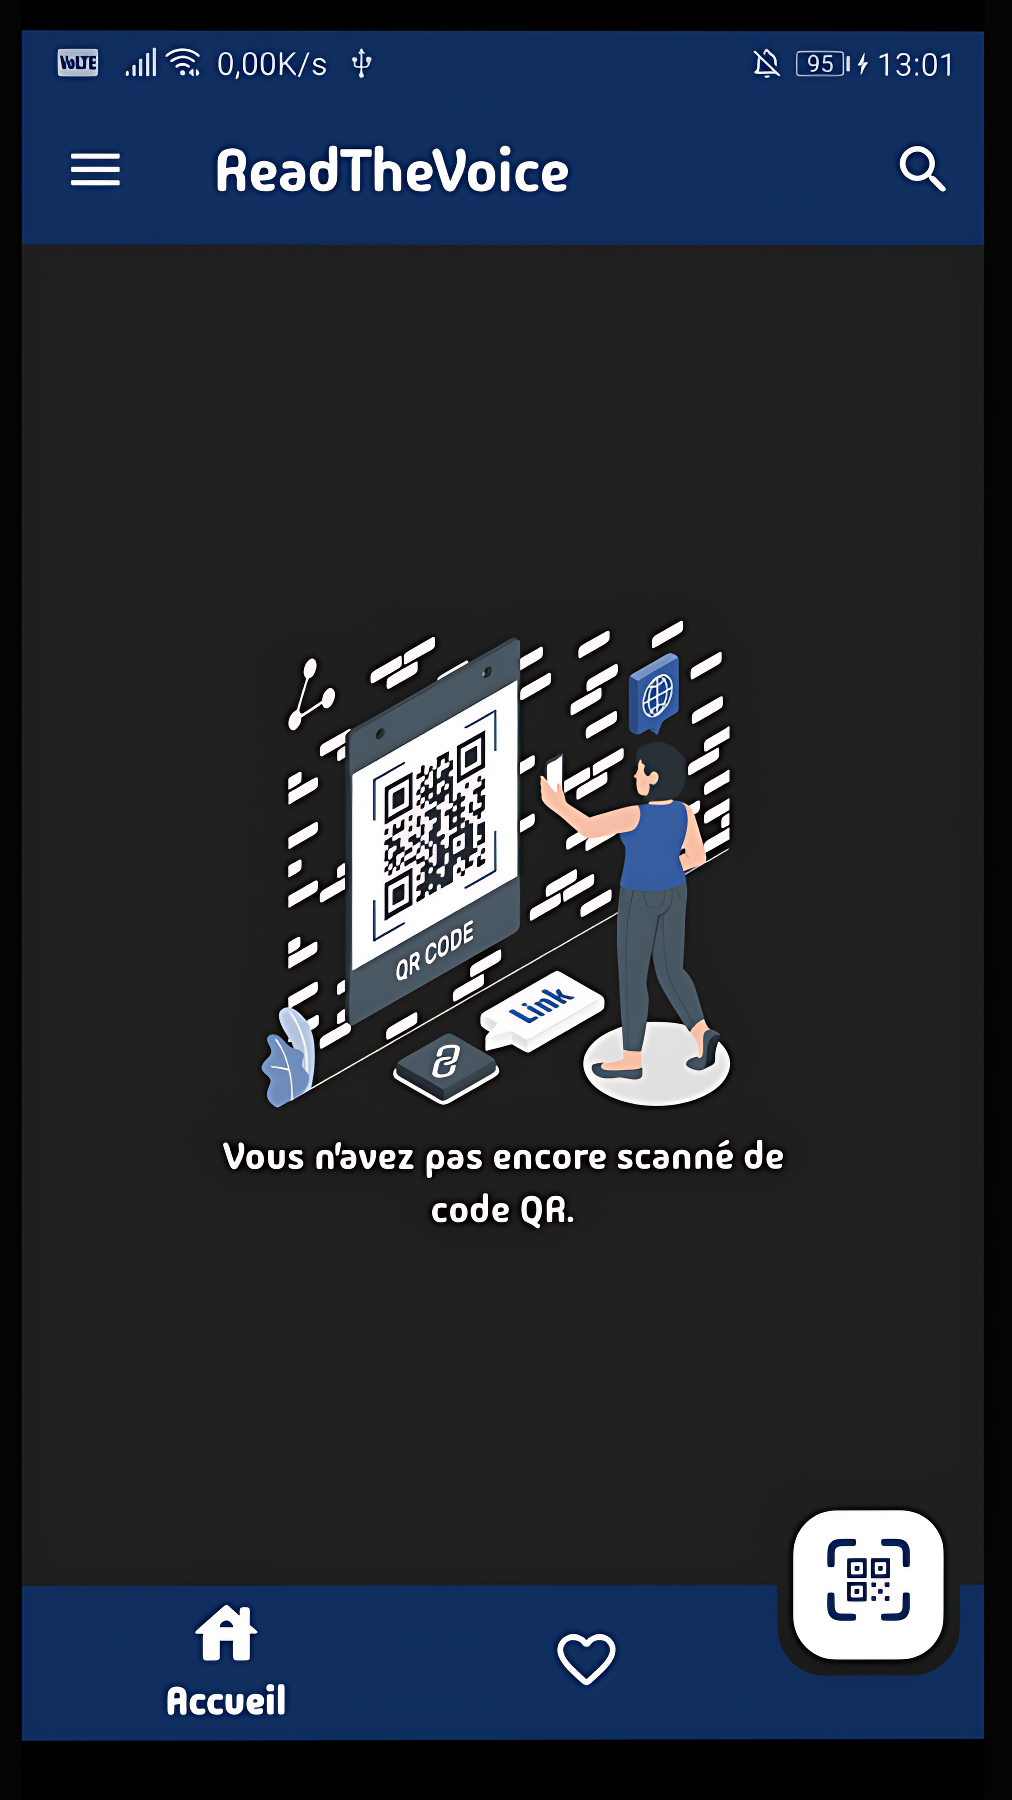 VoLTE 0,00K/s 95 13:01
ReadTheVoice
QR CODE
Link
Vous n'avez pas encore scanné de
code QR.
Accueil